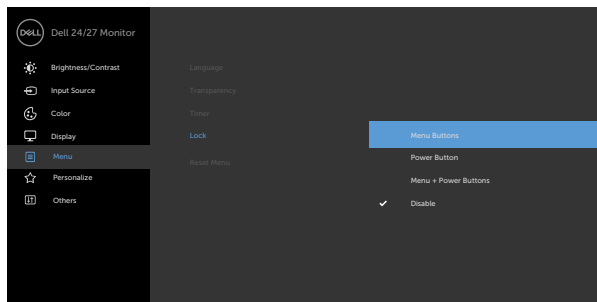 DELL
Dell 24/27 Monitor
Brightness/Contrast
Input Source
Color
Display
Menu
Personalize
Others
Language
Transparency
Timer
Lock
Reset Menu
Menu Buttons
Power Button
Menu + Power Buttons
Disable